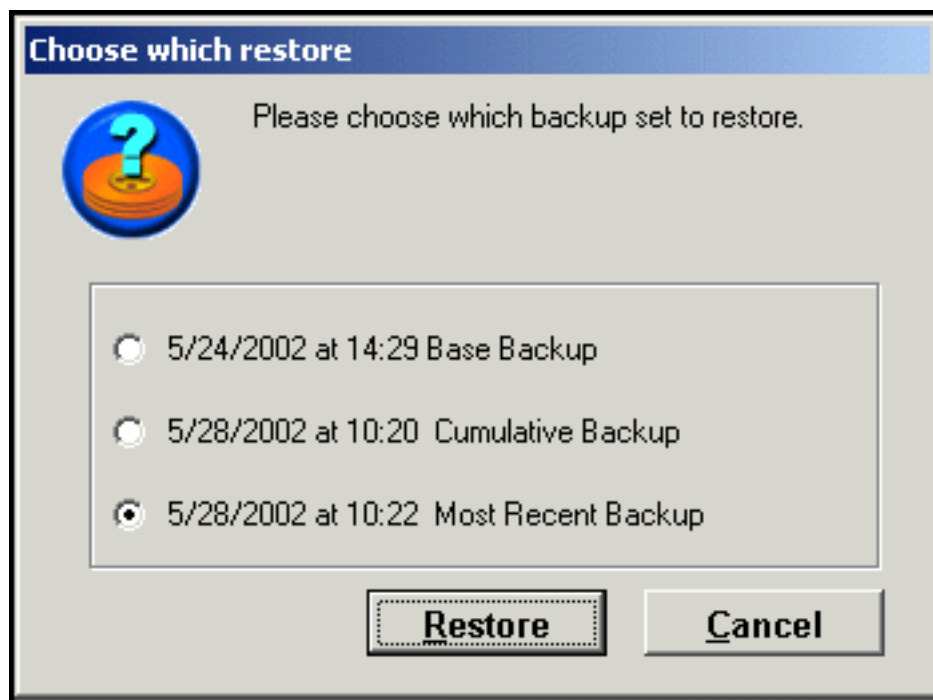 Choose which restore
Please choose which backup set to restore.
5/24/2002 at 14:29 Base Backup
5/28/2002 at 10:20  Cumulative Backup
5/28/2002 at 10:22  Most Recent Backup
Restore
Cancel